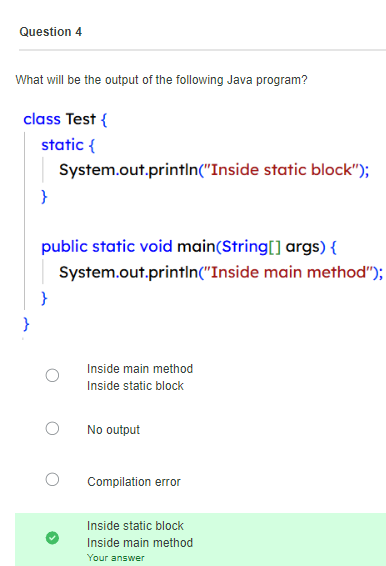 Question 4
What will be the output of the following Java program?
class Test {
static {
System.out.println("Inside static block");
}
public static void main(String[] args) {
System.out.println("Inside main method");
}
}
Inside main method
Inside static block
No output
Compilation error
Inside static block
Inside main method
Your answer